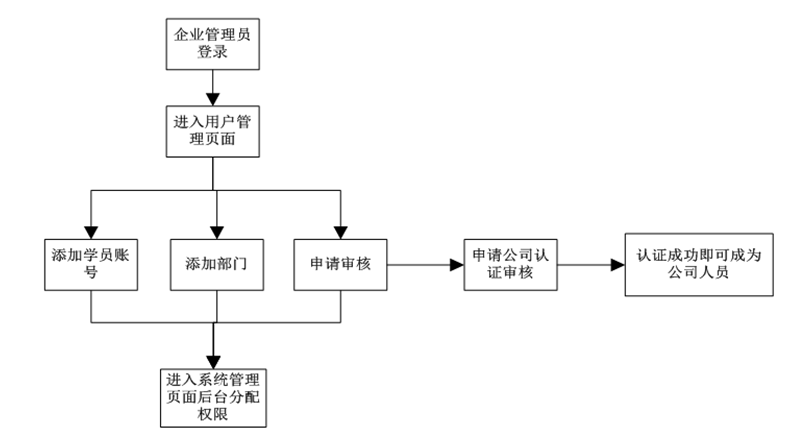 企业管理员
登录
进入用户管
理页面
添加学员账
号
添加部门
申请审核
申请公司认
证审核
认证成功即可成为
公司人员
进入系统管理
页面后台分配
权限